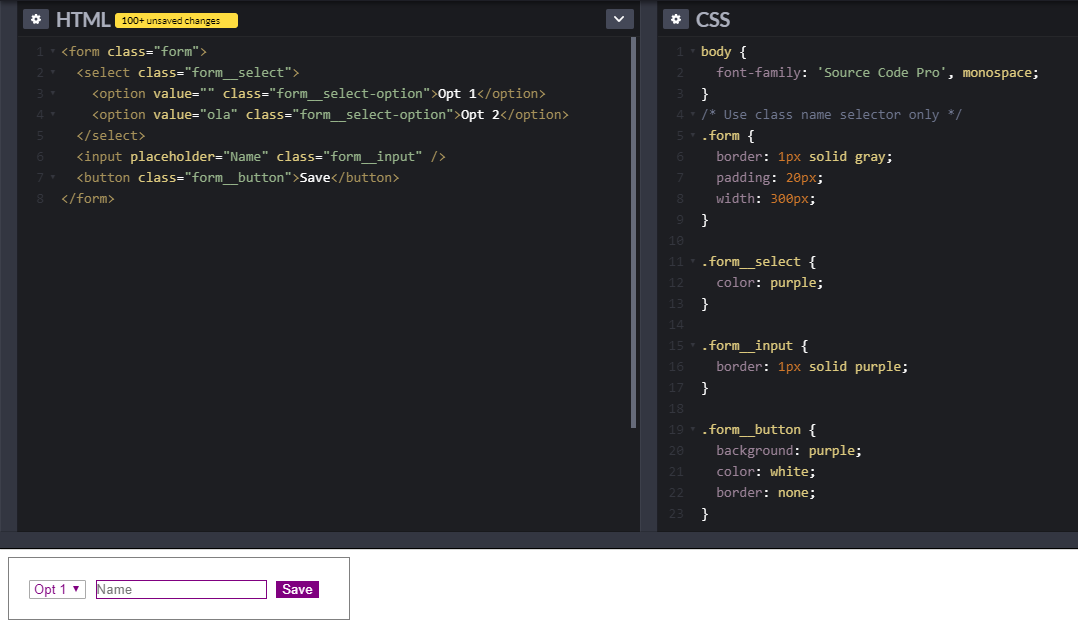 HTML 100+ unsaved changes
1 <form class="form">
2 <select class="form__select">
3 <option value="" class="form__select-option">Opt 1</option>
4 <option value="ola" class="form__select-option">Opt 2</option>
5 </select>
6 <input placeholder="Name" class="form__input" />
7 <button class="form__button">Save</button>
8 </form>
CSS
1 body {
2 font-family: 'Source Code Pro', monospace;
3 }
4 /* Use class name selector only */
5 .form {
6 border: 1px solid gray;
7 padding: 20px;
8 width: 300px;
9 }
10
11 .form__select {
12 color: purple;
13 }
14
15 .form__input {
16 border: 1px solid purple;
17 }
18
19 .form__button {
20 background: purple;
21 color: white;
22 border: none;
23 }
Opt 1 Name Save